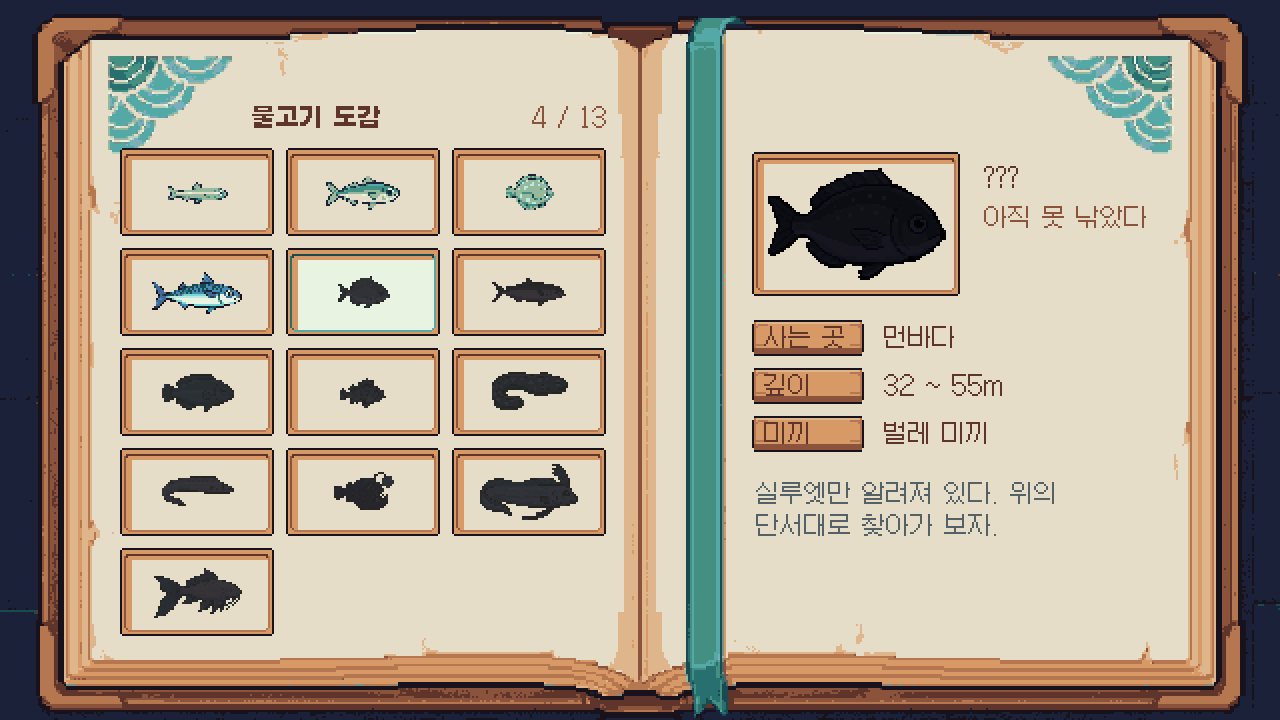 물고기 도감
4 / 13
???
아직 못 낚았다
사는 곳 먼바다
깊이 32 ~ 55m
미끼 벌레 미끼
실루엣만 알려져 있다. 위의
단서대로 찾아가 보자.